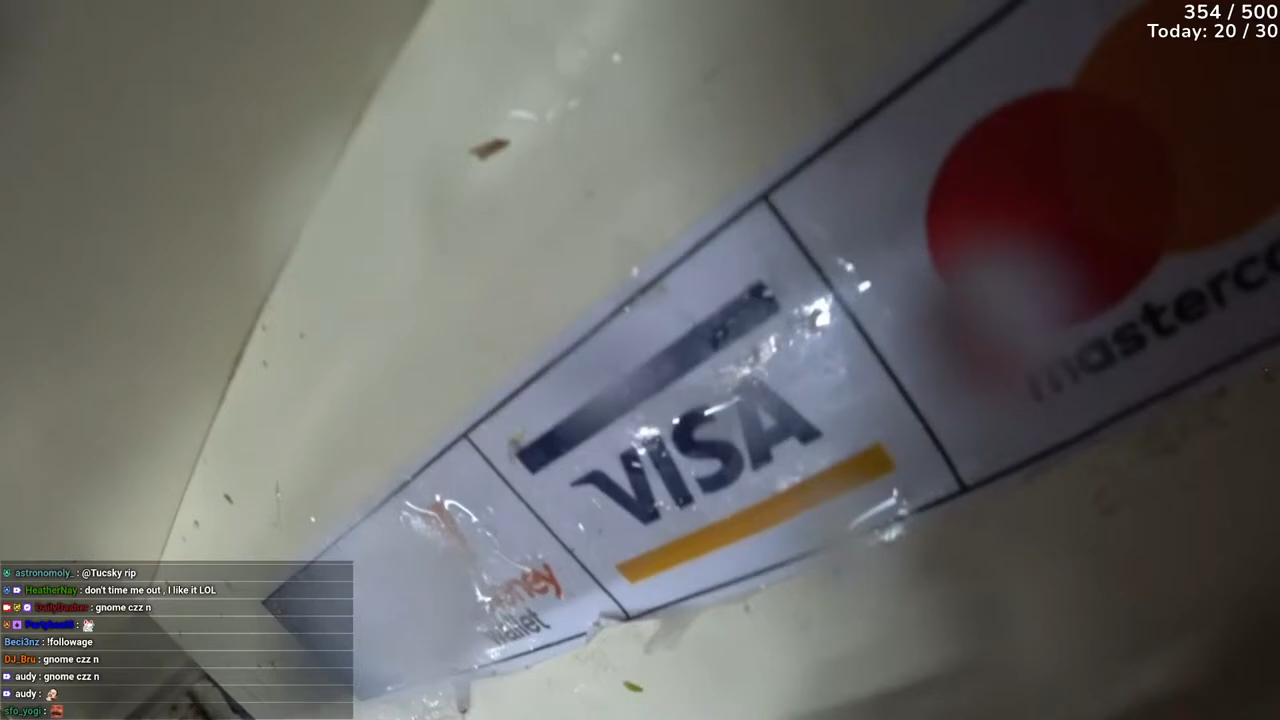 354 / 500
Today: 20 / 30
mastercard
VISA
wallet
astronomoly_ : @Tucsky rip
HeatherNay : don't time me out , I like it LOL
DailyDasher : gnome czz n
Beci3nz : !followage
DJ_Bru : gnome czz n
audy : gnome czz n
audy :
sfo_yogi :